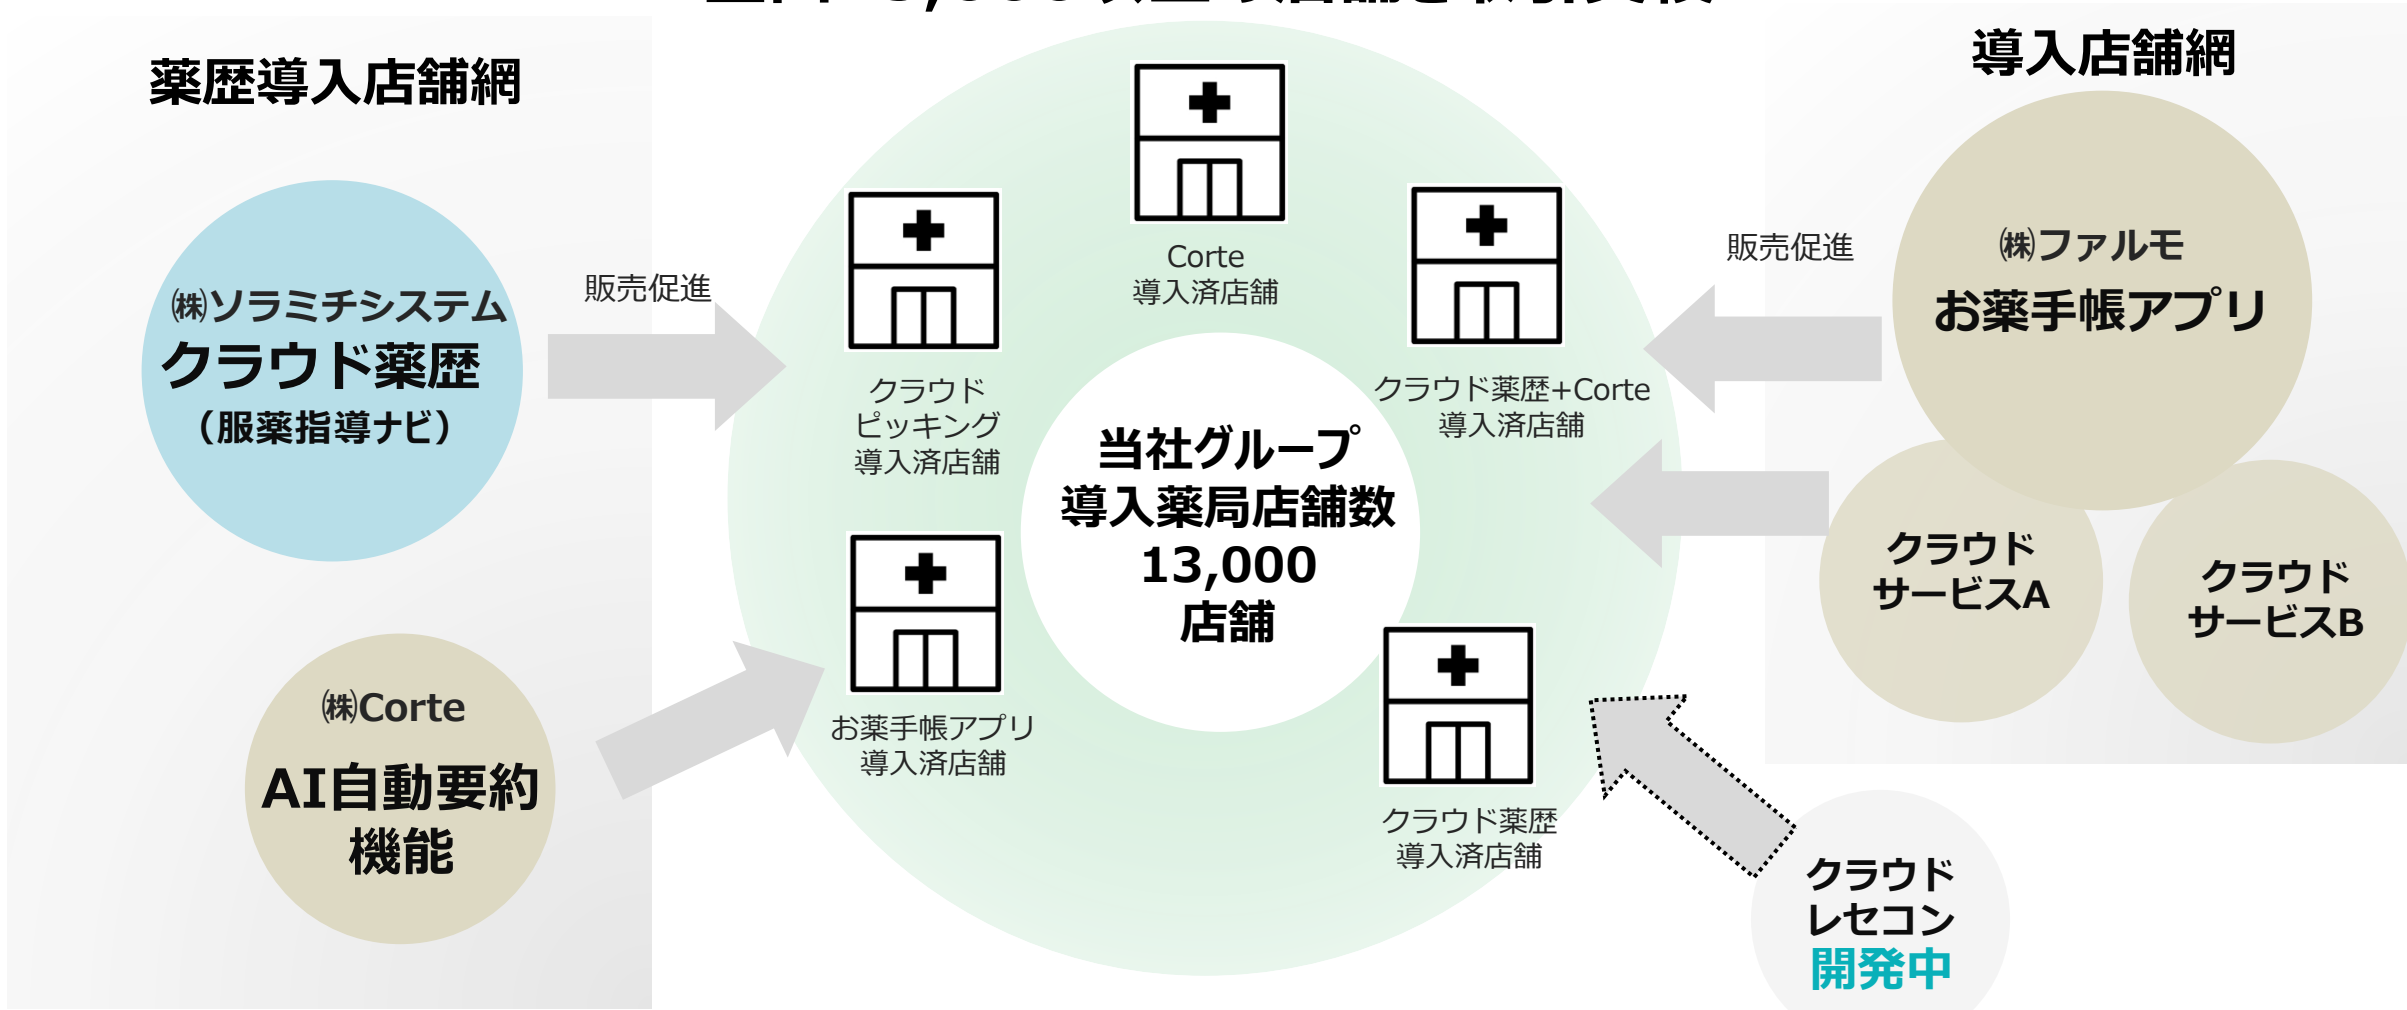 薬歴導入店舗網
㈱ソラミチシステム
クラウド薬歴
（服薬指導ナビ）
㈱Corte
AI自動要約
機能
販売促進
Corte
導入済店舗
クラウド
ピッキング
導入済店舗
クラウド薬歴+Corte
導入済店舗
当社グループ
導入薬局店舗数
13,000
店舗
お薬手帳アプリ
導入済店舗
クラウド薬歴
導入済店舗
販売促進
導入店舗網
㈱ファルモ
お薬手帳アプリ
クラウド
サービスA
クラウド
サービスB
クラウド
レセコン
開発中